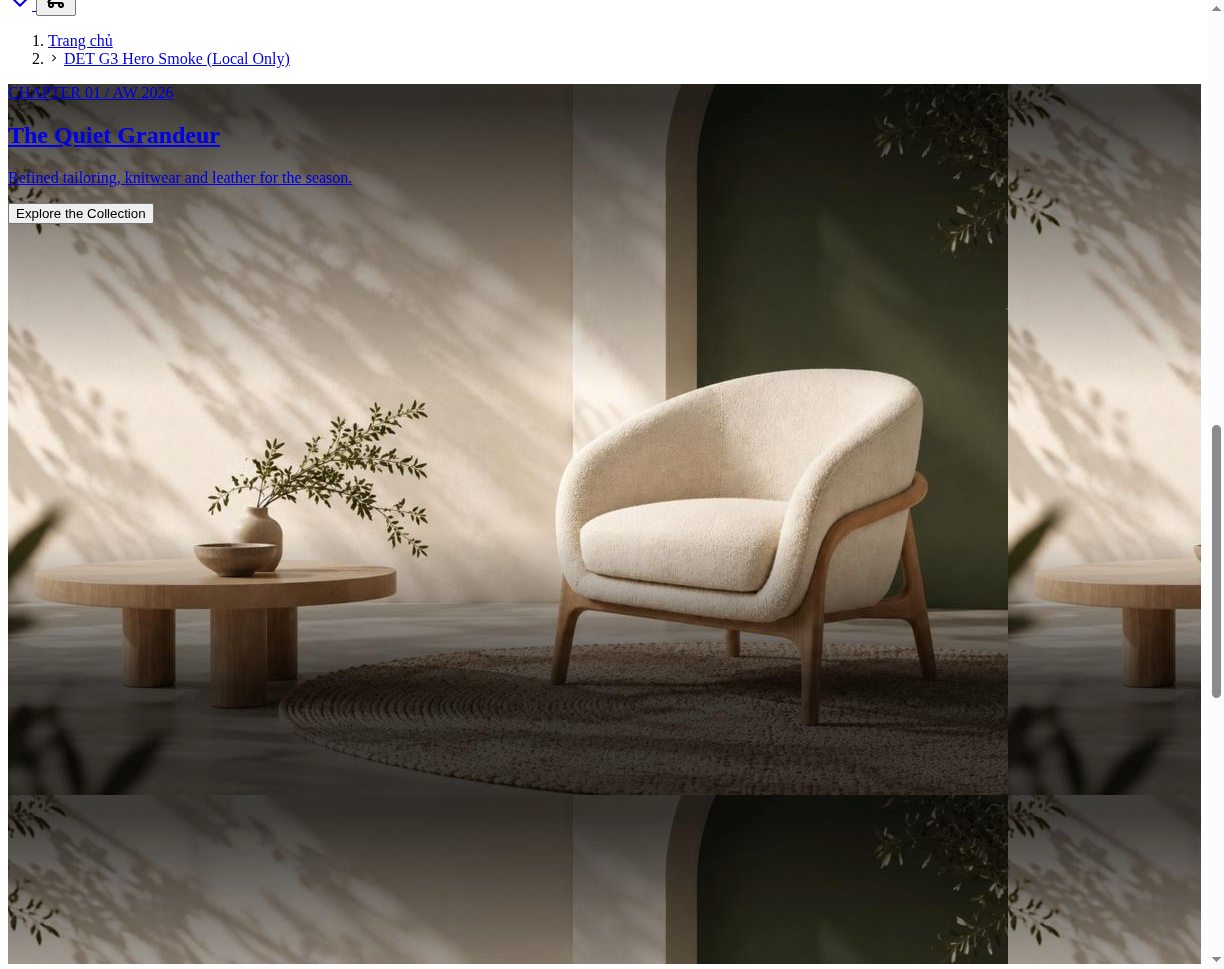 1. Trang chủ
2. › DET G3 Hero Smoke (Local Only)
CHAPTER 01 / AW 2026
The Quiet Grandeur
Refined tailoring, knitwear and leather for the season.
Explore the Collection